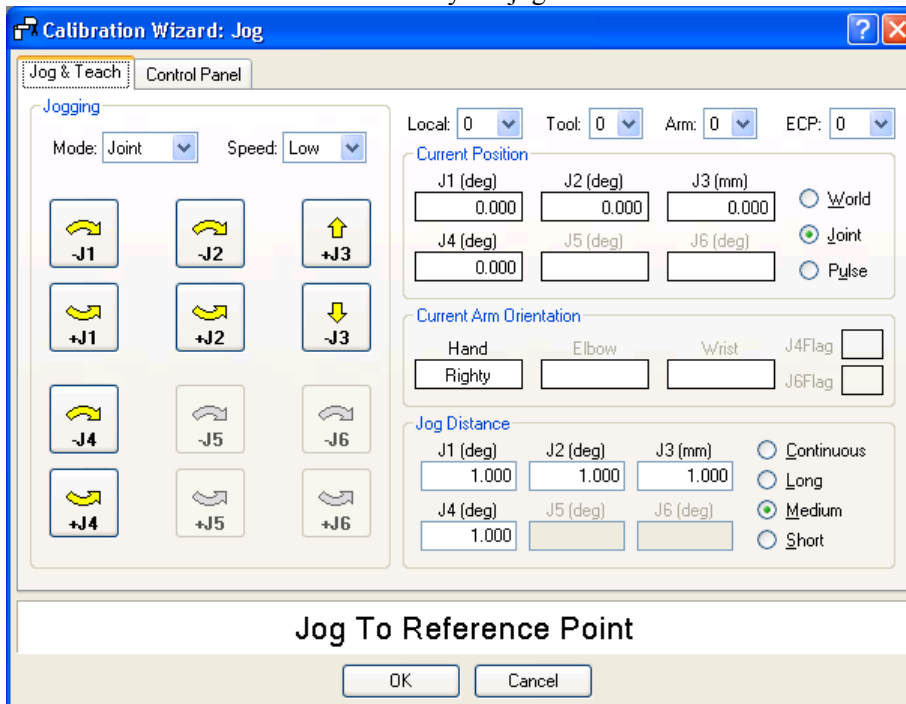 Calibration Wizard: Jog
Jog & Teach Control Panel
Jogging
Mode: Joint Speed: Low
-J1 -J2 +J3
+J1 +J2 -J3
-J4 -J5 -J6
+J4 +J5 +J6
Local: 0 Tool: 0 Arm: 0 ECP: 0
Current Position
J1 (deg) J2 (deg) J3 (mm)
0.000 0.000 0.000
J4 (deg) J5 (deg) J6 (deg)
0.000
World
Joint
Pulse
Current Arm Orientation
Hand Elbow Wrist
Righty
J4Flag
J6Flag
Jog Distance
J1 (deg) J2 (deg) J3 (mm)
1.000 1.000 1.000
J4 (deg) J5 (deg) J6 (deg)
1.000
Continuous
Long
Medium
Short
Jog To Reference Point
OK Cancel